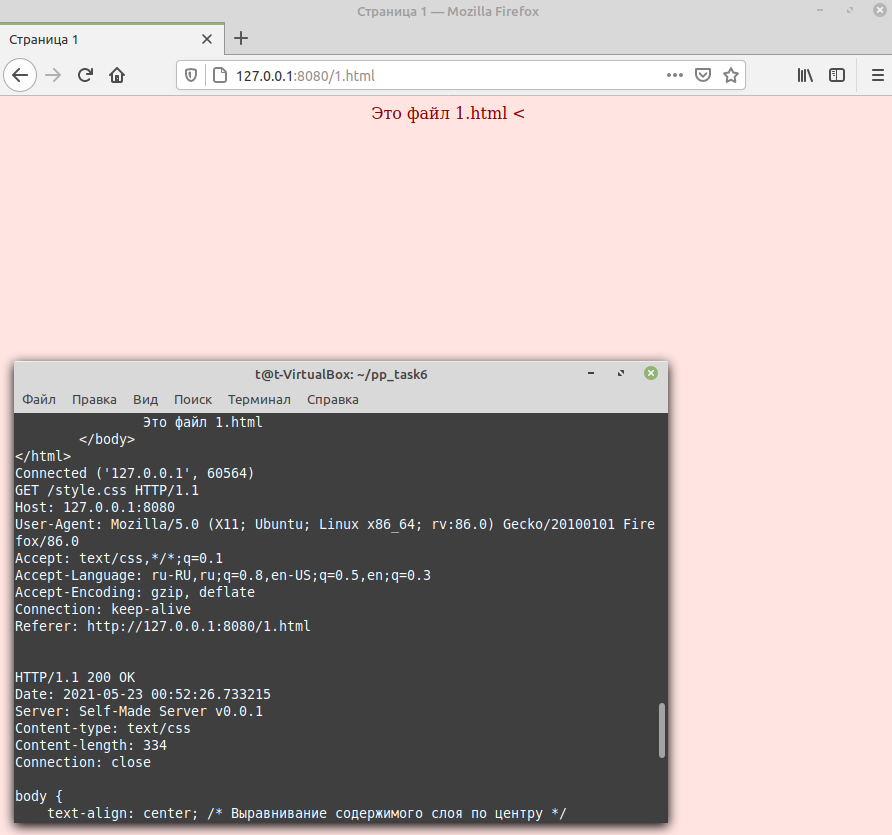 Страница 1 — Mozilla Firefox
Страница 1
127.0.0.1:8080/1.html
Это файл 1.html <
t@t-VirtualBox: ~/pp_task6
Файл Правка Вид Поиск Терминал Справка
Это файл 1.html
</body>
</html>
Connected ('127.0.0.1', 60564)
GET /style.css HTTP/1.1
Host: 127.0.0.1:8080
User-Agent: Mozilla/5.0 (X11; Ubuntu; Linux x86_64; rv:86.0) Gecko/20100101 Fire
fox/86.0
Accept: text/css,*/*;q=0.1
Accept-Language: ru-RU,ru;q=0.8,en-US;q=0.5,en;q=0.3
Accept-Encoding: gzip, deflate
Connection: keep-alive
Referer: http://127.0.0.1:8080/1.html
HTTP/1.1 200 OK
Date: 2021-05-23 00:52:26.733215
Server: Self-Made Server v0.0.1
Content-type: text/css
Content-length: 334
Connection: close
body {
text-align: center; /* Выравнивание содержимого слоя по центру */